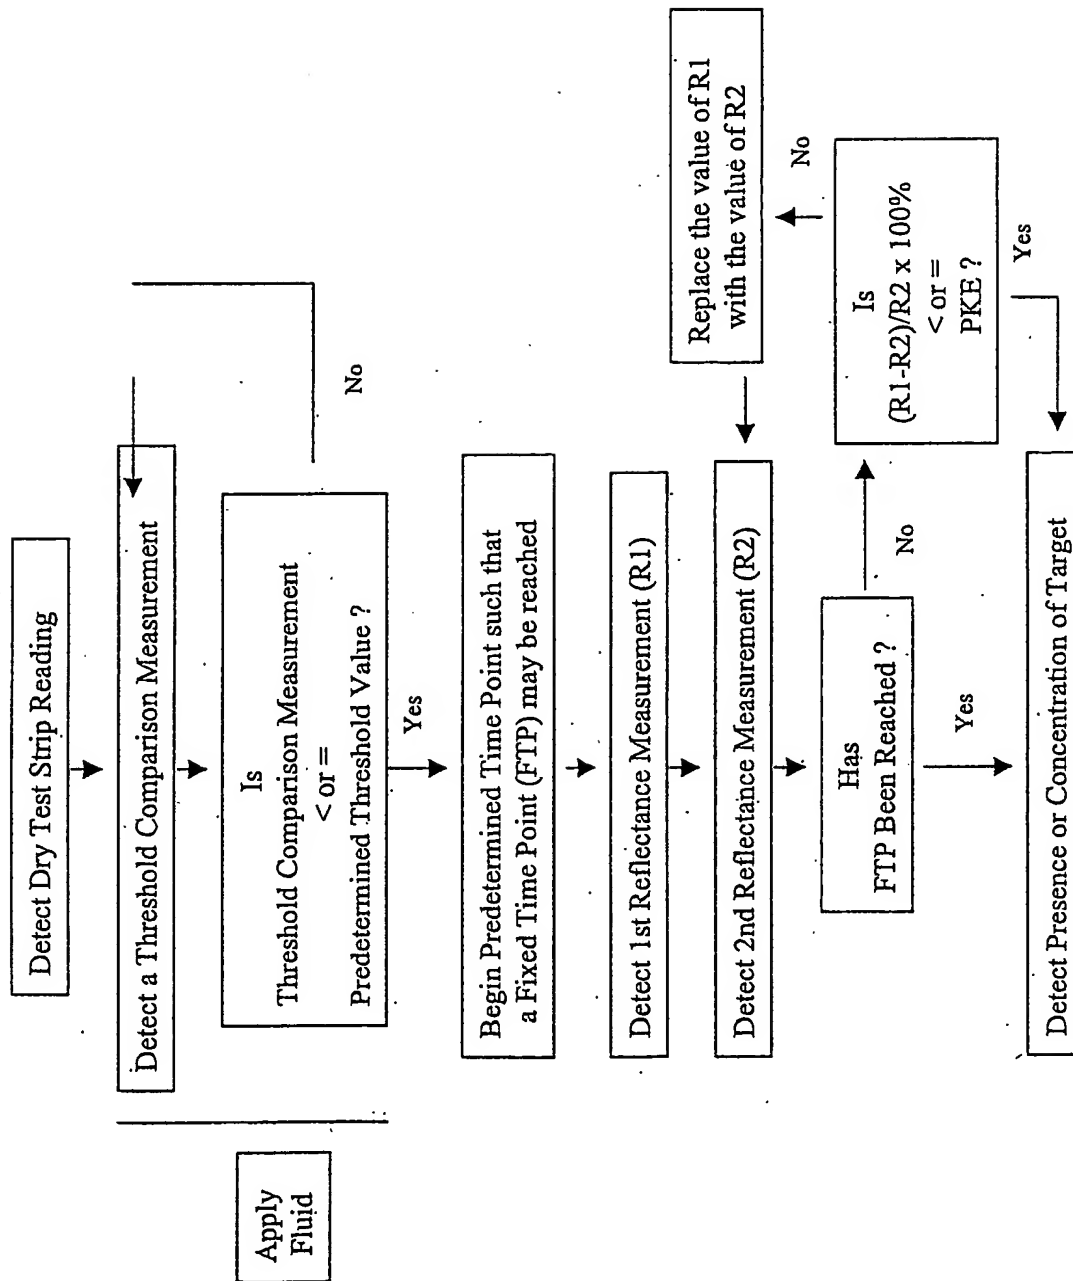 Detect Dry Test Strip Reading
Detect a Threshold Comparison Measurement
Apply
Fluid
Is
Threshold Comparison Measurement
< or =
Predetermined Threshold Value ?
No
Yes
Begin Predetermined Time Point such that
a Fixed Time Point (FTP) may be reached
Detect 1st Reflectance Measurement (R1)
Detect 2nd Reflectance Measurement (R2)
Replace the value of R1
with the value of R2
Has
FTP Been Reached ?
No
Is
(R1-R2)/R2 x 100%
< or =
PKE ?
No
Yes
Yes
Detect Presence or Concentration of Target